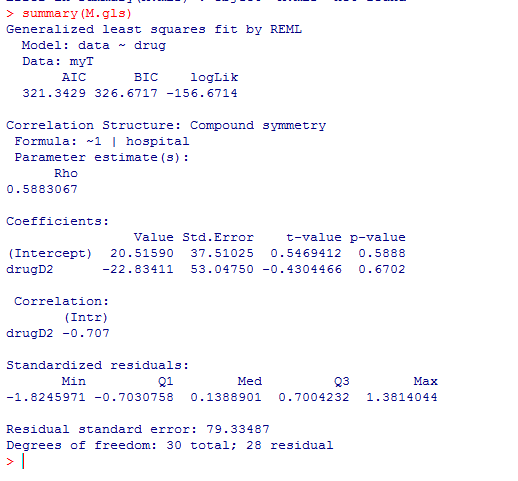 > summary(M.gls)
Generalized least squares fit by REML
  Model: data ~ drug
  Data: myT
       AIC      BIC    logLik
  321.3429 326.6717 -156.6714

Correlation Structure: Compound symmetry
 Formula: ~1 | hospital
 Parameter estimate(s):
      Rho
0.5883067

Coefficients:
                Value Std.Error    t-value p-value
(Intercept)  20.51590  37.51025  0.5469412  0.5888
drugD2      -22.83411  53.04750 -0.4304466  0.6702

 Correlation:
       (Intr)
drugD2 -0.707

Standardized residuals:
       Min         Q1        Med         Q3        Max
-1.8245971 -0.7030758  0.1388901  0.7004232  1.3814044

Residual standard error: 79.33487
Degrees of freedom: 30 total; 28 residual
>